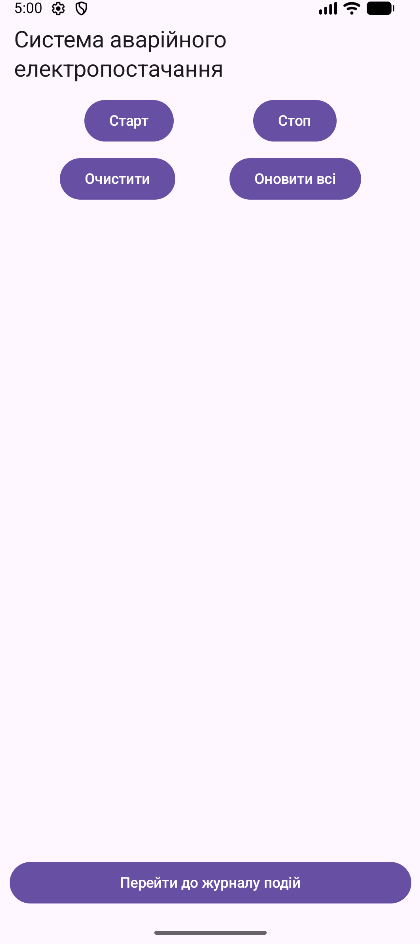 5:00
Система аварійного
електропостачання
Старт
Стоп
Очистити
Оновити всі
Перейти до журналу подій